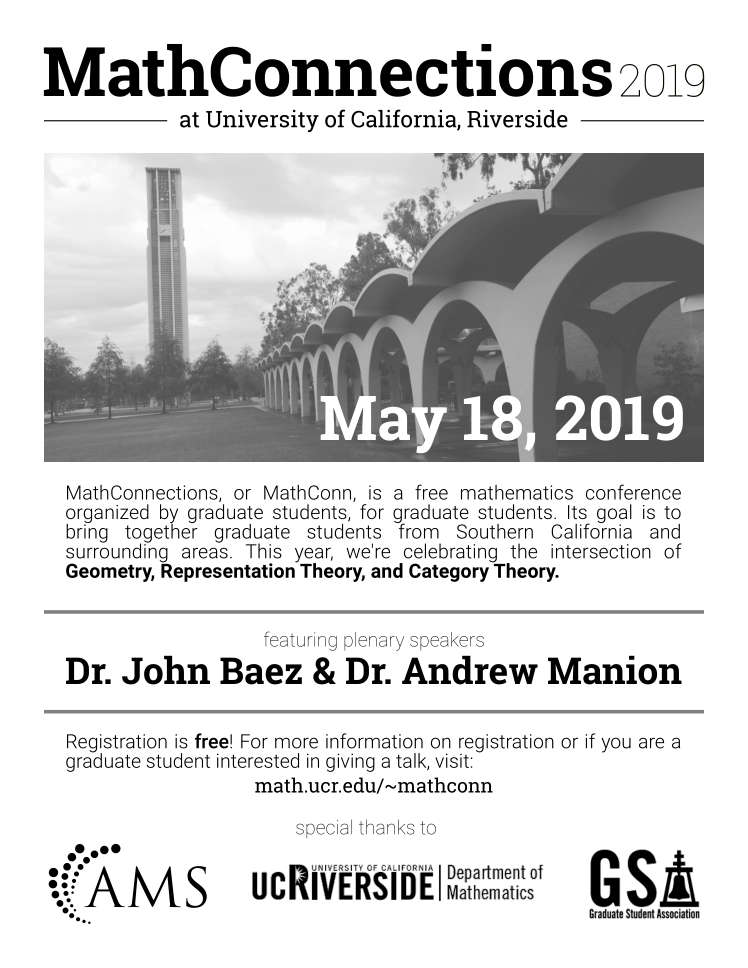 MathConnections 2019
at University of California, Riverside
May 18, 2019
MathConnections, or MathConn, is a free mathematics conference
organized by graduate students, for graduate students. Its goal is to
bring together graduate students from Southern California and
surrounding areas. This year, we're celebrating the intersection of
Geometry, Representation Theory, and Category Theory.
featuring plenary speakers
Dr. John Baez & Dr. Andrew Manion
Registration is free! For more information on registration or if you are a
graduate student interested in giving a talk, visit:
math.ucr.edu/~mathconn
special thanks to
AMS
UNIVERSITY OF CALIFORNIA
UCRIVERSIDE
Department of
Mathematics
GSA
Graduate Student Association